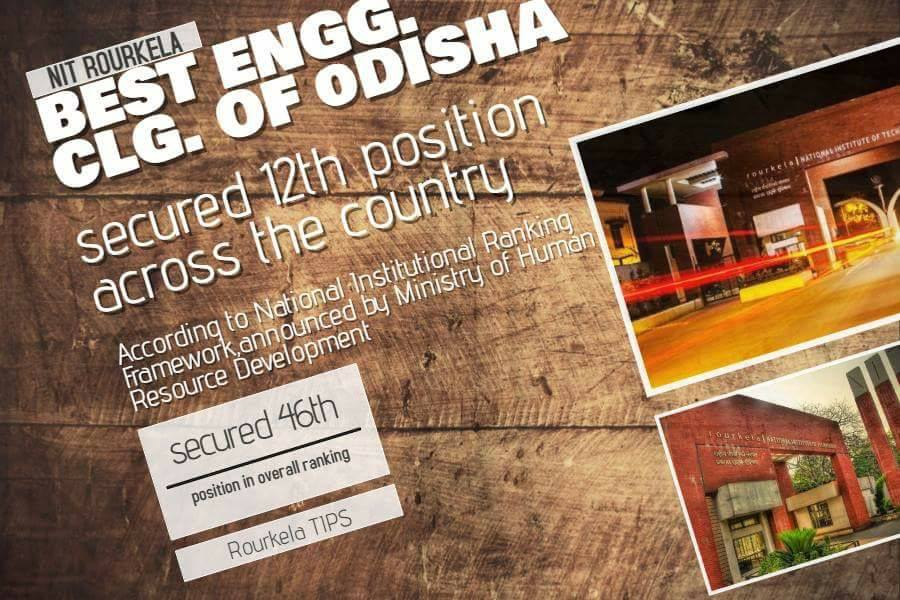 NIT ROURKELA
BEST ENGG.
CLG. OF ODISHA
secured 12th position
across the country
According to National Institutional Ranking
Framework,announced by Ministry of Human
Resource Development
secured 46th
position in overall ranking
Rourkela TIPS
rourkela | NATIONAL INSTITUTE OF TECH
rourkela | NATIONAL INSTITUTE OF